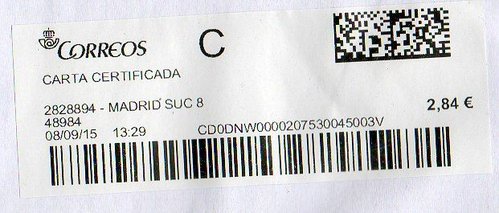 CORREOS
C
CARTA CERTIFICADA
2828894 - MADRID SUC 8
48984
2,84 €
08/09/15 13:29 CD0DNW0000207530045003V